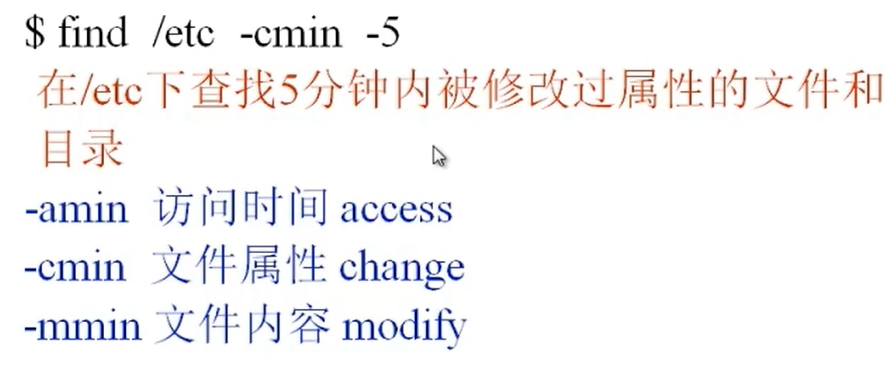 $ find /etc -cmin -5
在/etc下查找5分钟内被修改过属性的文件和
目录
-amin 访问时间 access
-cmin 文件属性 change
-mmin 文件内容 modify